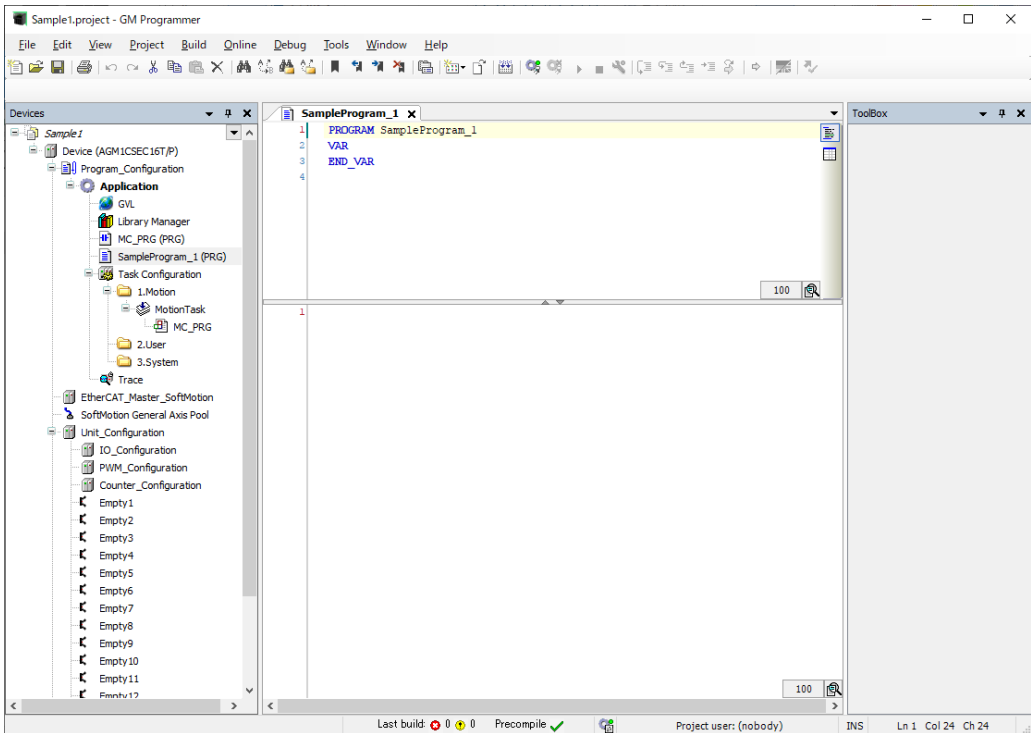 Sample1.project - GM Programmer
File Edit View Project Build Online Debug Tools Window Help
Devices
Sample1
Device (AGM1CSEC16T/P)
Program_Configuration
Application
GVL
Library Manager
MC_PRG (PRG)
SampleProgram_1 (PRG)
Task Configuration
1.Motion
MotionTask
MC_PRG
2.User
3.System
Trace
EtherCAT_Master_SoftMotion
SoftMotion General Axis Pool
Unit_Configuration
IO_Configuration
PWM_Configuration
Counter_Configuration
Empty1
Empty2
Empty3
Empty4
Empty5
Empty6
Empty7
Empty8
Empty9
Empty10
Empty11
Empty12
SampleProgram_1
1 PROGRAM SampleProgram_1
2 VAR
3 END_VAR
4
100
1
100
ToolBox
Last build: 0 0 Precompile Project user: (nobody) INS Ln 1 Col 24 Ch 24